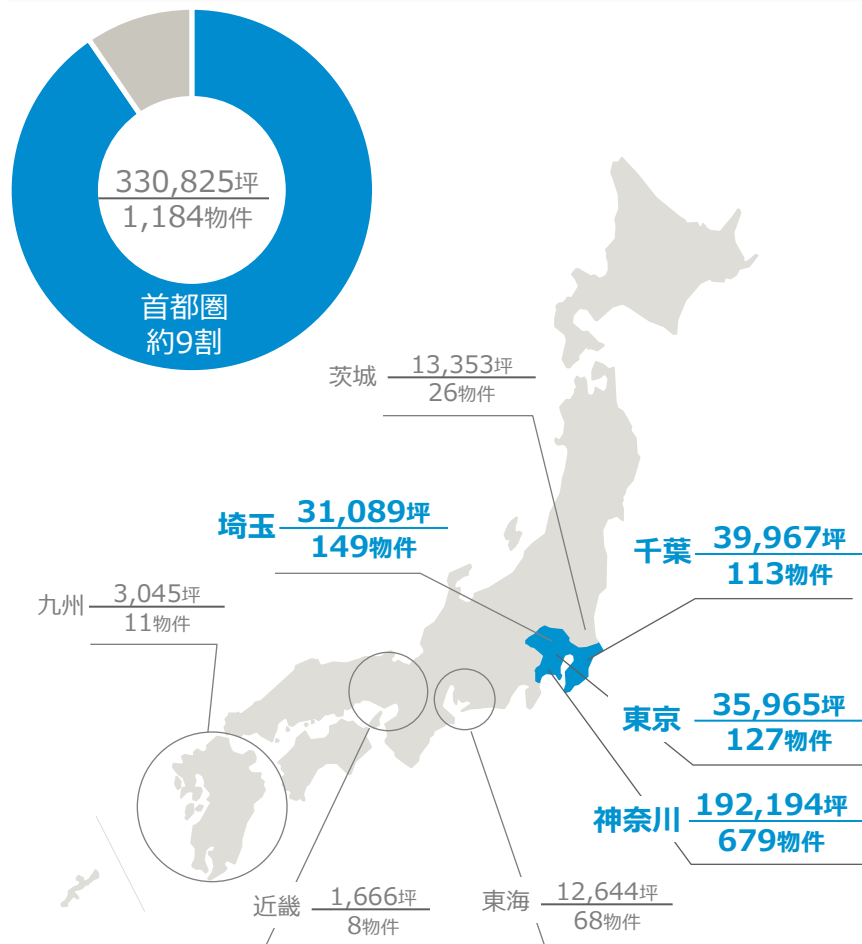 330,825坪
1,184物件
首都圏
約9割
茨城
13,353坪
26物件
埼玉
31,089坪
149物件
千葉
39,967坪
113物件
九州
3,045坪
11物件
東京
35,965坪
127物件
神奈川
192,194坪
679物件
近畿
1,666坪
8物件
東海
12,644坪
68物件